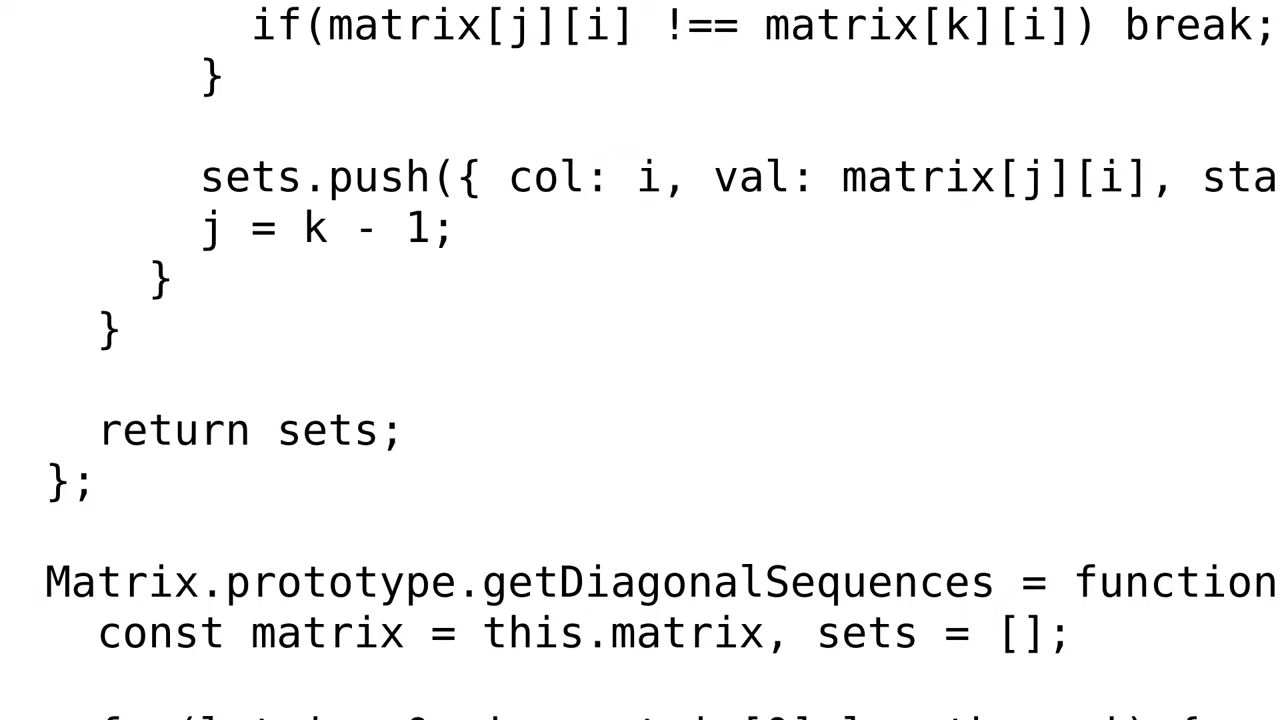 if(matrix[j][i] !== matrix[k][i]) break;
}
sets.push({ col: i, val: matrix[j][i], sta
j = k - 1;
}
}
return sets;
};
Matrix.prototype.getDiagonalSequences = function
const matrix = this.matrix, sets = [];